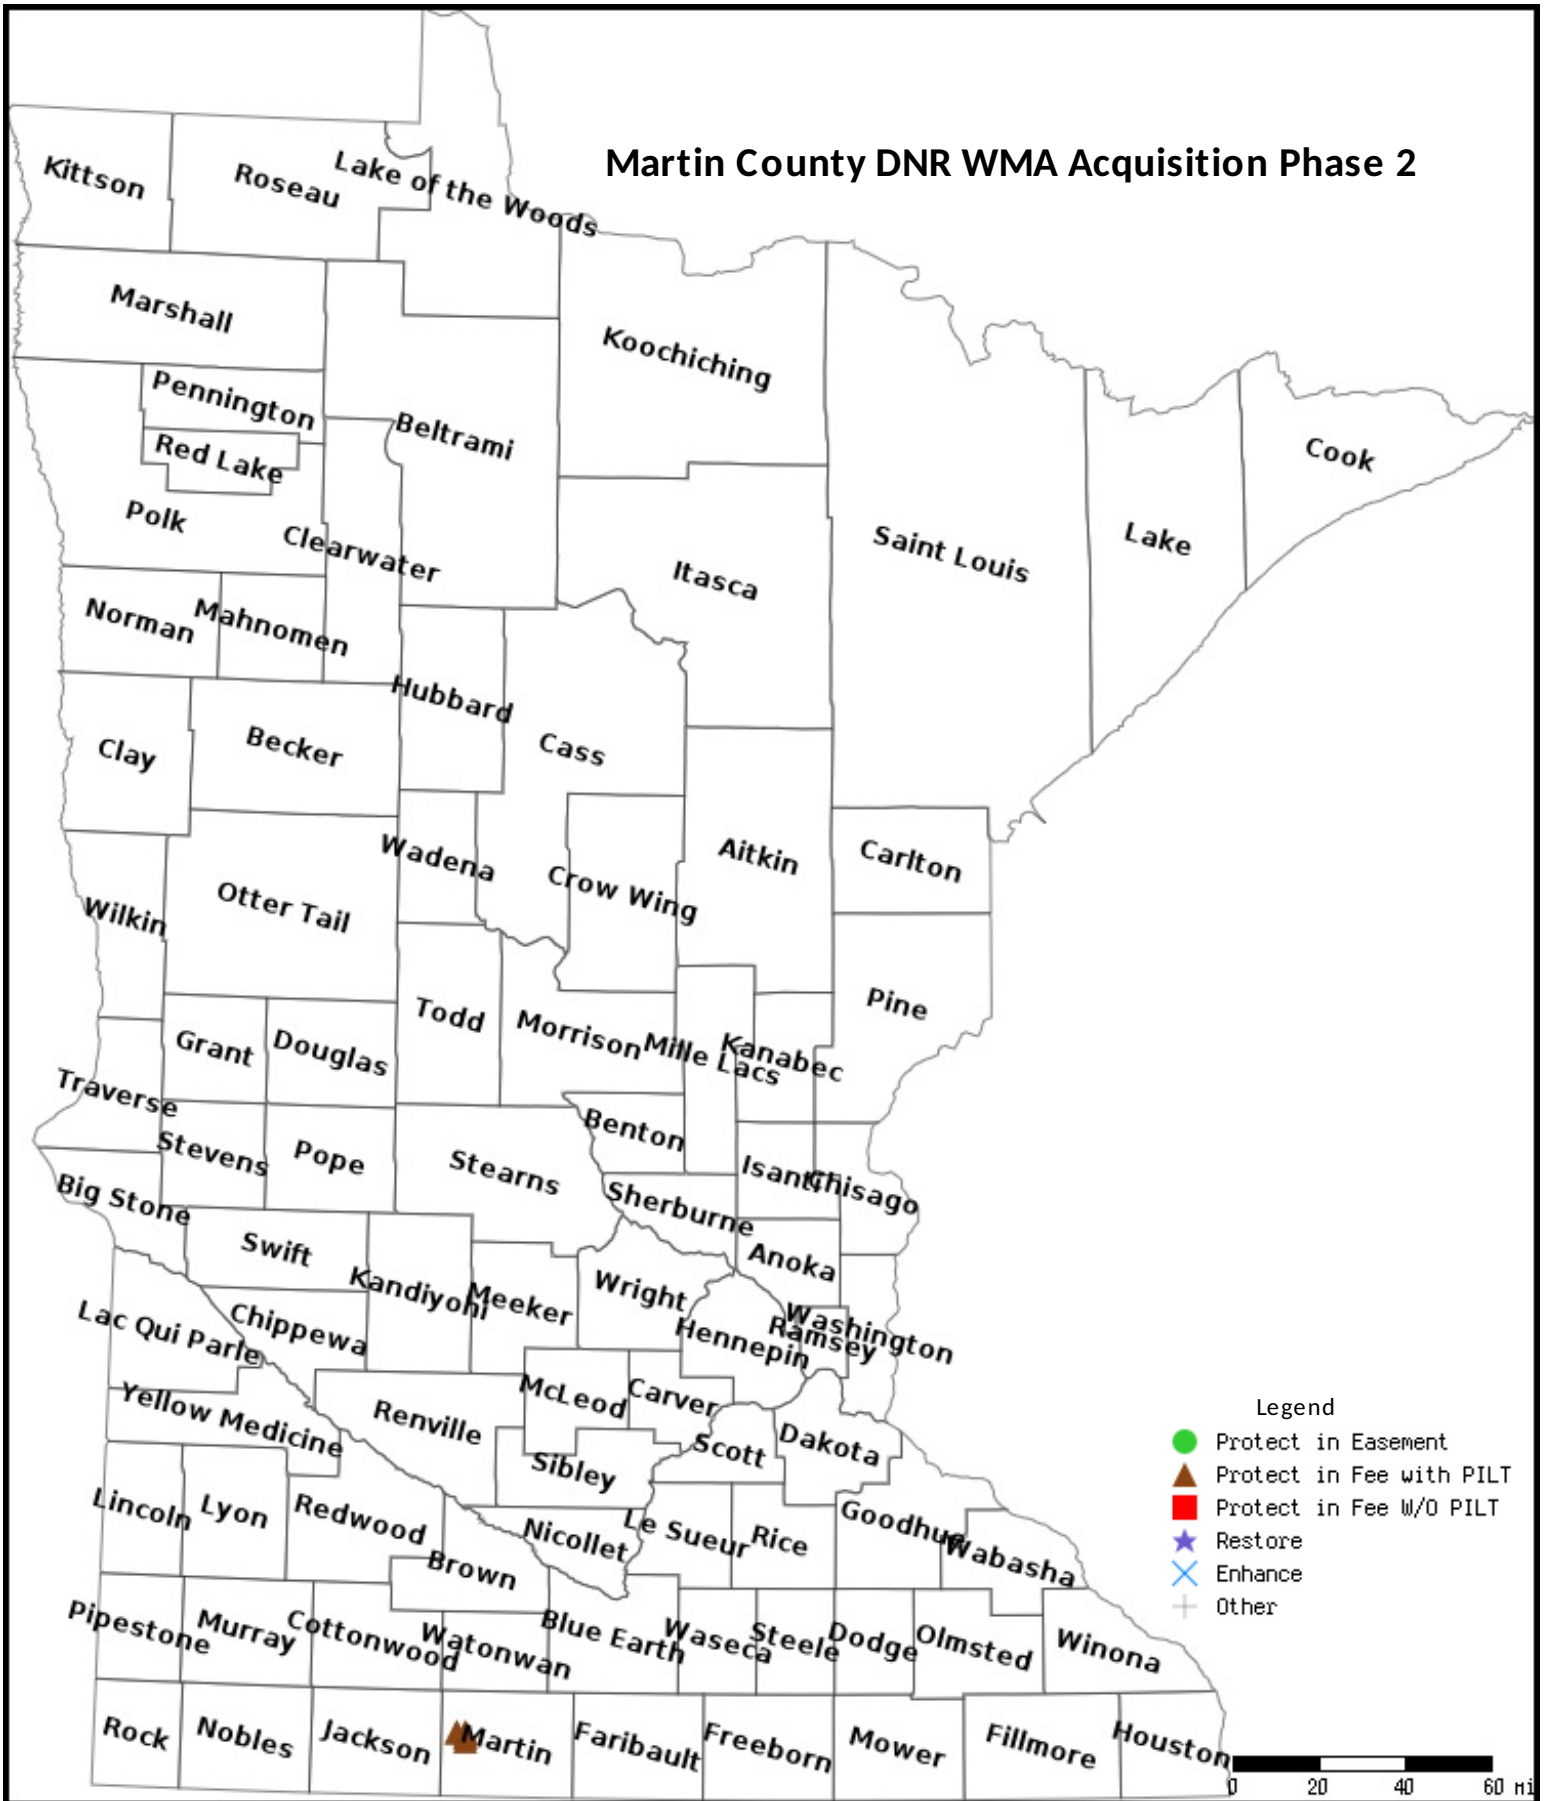 Martin County DNR WMA Acquisition Phase 2
Kittson
Roseau
Lake of the Woods
Marshall
Koochiching
Pennington
Beltrami
Red Lake
Cook
Polk
Clearwater
Saint Louis
Lake
Itasca
Norman
Mahnomen
Hubbard
Clay
Becker
Cass
Wadena
Aitkin
Carlton
Crow Wing
Otter Tail
Wilkin
Pine
Todd
Morrison
Mille Lacs
Kanabec
Grant
Douglas
Traverse
Stevens
Pope
Stearns
Benton
Isanti
Chisago
Big Stone
Sherburne
Swift
Anoka
Kandiyohi
Meeker
Wright
Washington
Ramsey
Hennepin
Lac Qui Parle
Chippewa
McLeod
Carver
Yellow Medicine
Renville
Scott
Dakota
Sibley
Lincoln
Lyon
Redwood
Nicollet
Le Sueur
Rice
Goodhue
Wabasha
Brown
Pipestone
Murray
Cottonwood
Watonwan
Blue Earth
Waseca
Steele
Dodge
Olmsted
Winona
Rock
Nobles
Jackson
Martin
Faribault
Freeborn
Mower
Fillmore
Houston
Legend
Protect in Easement
Protect in Fee with PILT
Protect in Fee W/O PILT
Restore
Enhance
Other
0 20 40 60 mi